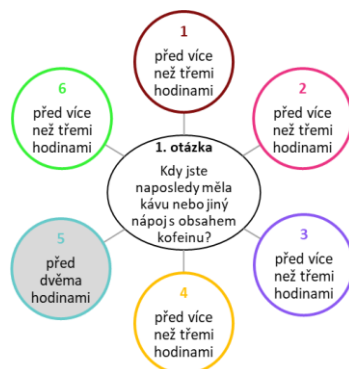 1
před více
než třemi
hodinami
2
před více
než třemi
hodinami
3
před více
než třemi
hodinami
4
před více
než třemi
hodinami
5
před
dvěma
hodinami
6
před více
než třemi
hodinami
1. otázka
Kdy jste
naposledy měla
kávu nebo jiný
nápoj s obsahem
kofeinu?